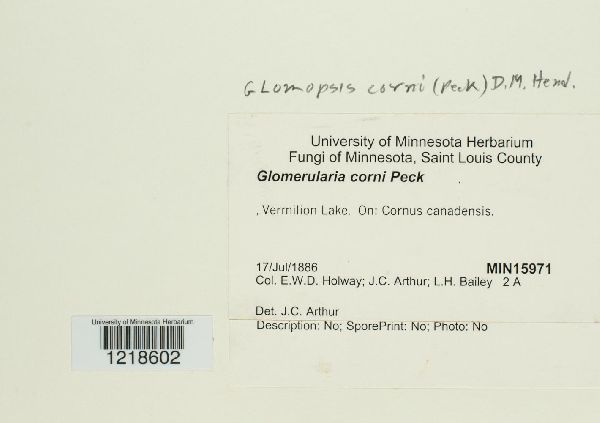 Glomopsis corni (Peck) D.M. Hend.
University of Minnesota Herbarium
Fungi of Minnesota, Saint Louis County
Glomerularia corni Peck
, Vermilion Lake. On: Cornus canadensis.
17/Jul/1886 MIN15971
Col. E.W.D. Holway; J.C. Arthur; L.H. Bailey 2 A
Det. J.C. Arthur
Description: No; SporePrint: No; Photo: No
University of Minnesota Herbarium
1218602